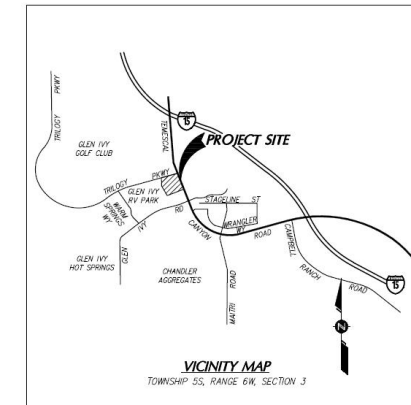 15
TRILOGY PKWY
TEMESCAL
PROJECT SITE
GLEN IVY
GOLF CLUB
TRILOGY PKWY
GLEN IVY
RV PARK
STAGELINE ST
WARM
SPRINGS
WY
GLEN IVY RD
WRANGLER
WY
CANYON ROAD
CAMPBELL RANCH ROAD
GLEN IVY
HOT SPRINGS
CHANDLER
AGGREGATES
MAITRI ROAD
15
N
VICINITY MAP
TOWNSHIP 5S, RANGE 6W, SECTION 3